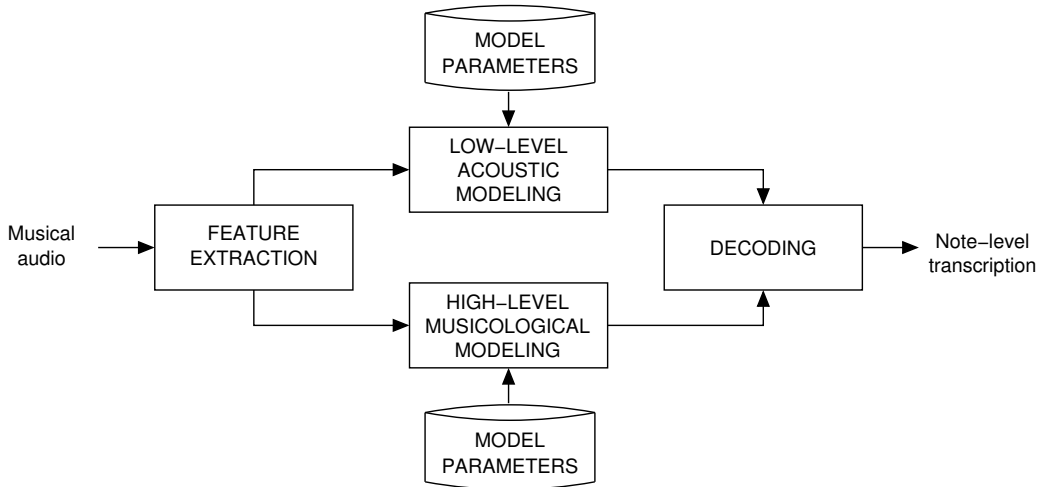 MODEL
PARAMETERS
LOW−LEVEL
ACOUSTIC
MODELING
Musical
audio
FEATURE
EXTRACTION
DECODING
Note−level
transcription
HIGH−LEVEL
MUSICOLOGICAL
MODELING
MODEL
PARAMETERS